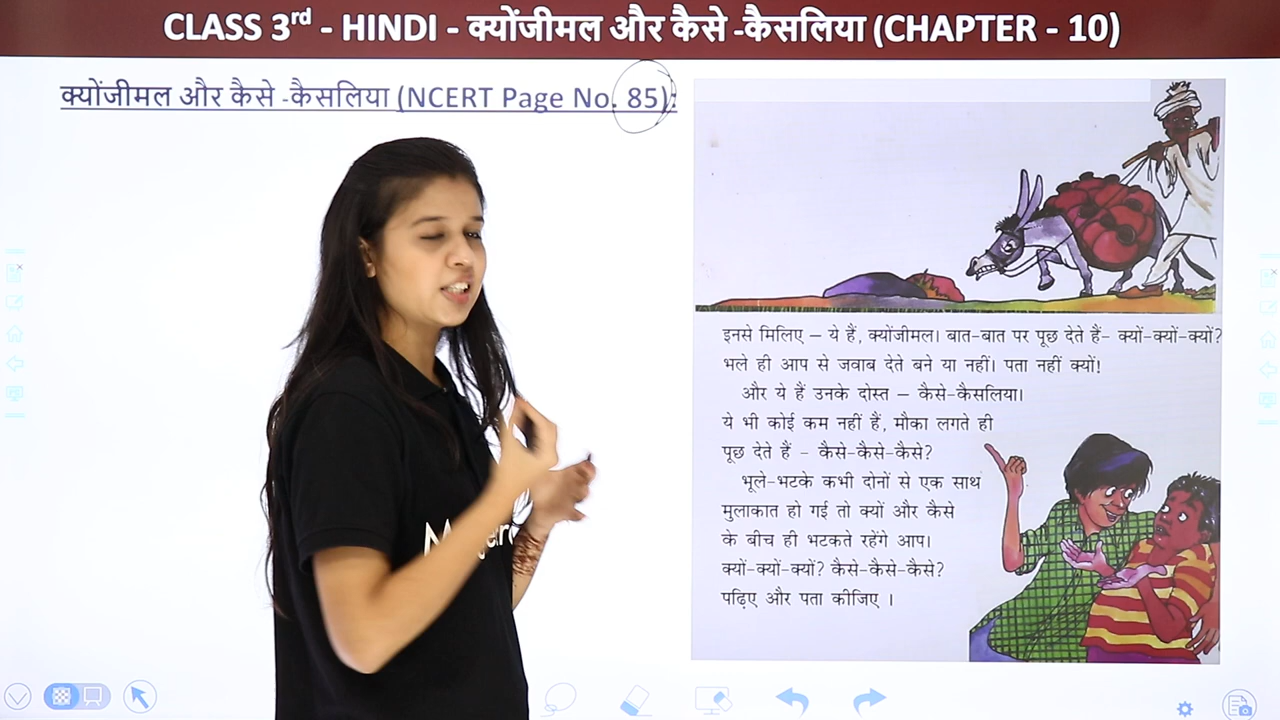 CLASS 3rd - HINDI - क्योंजीमल और कैसे -कैसलिया (CHAPTER - 10)
क्योंजीमल और कैसे -कैसलिया (NCERT Page No. 85):
इनसे मिलिए – ये हैं, क्योंजीमल। बात-बात पर पूछ देते हैं- क्यों-क्यों-क्यों?
भले ही आप से जवाब देते बने या नहीं। पता नहीं क्यों!
और ये हैं उनके दोस्त – कैसे-कैसलिया।
ये भी कोई कम नहीं हैं, मौका लगते ही
पूछ देते हैं - कैसे-कैसे-कैसे?
भूले-भटके कभी दोनों से एक साथ
मुलाकात हो गई तो क्यों और कैसे
के बीच ही भटकते रहेंगे आप।
क्यों-क्यों-क्यों? कैसे-कैसे-कैसे?
पढ़िए और पता कीजिए ।